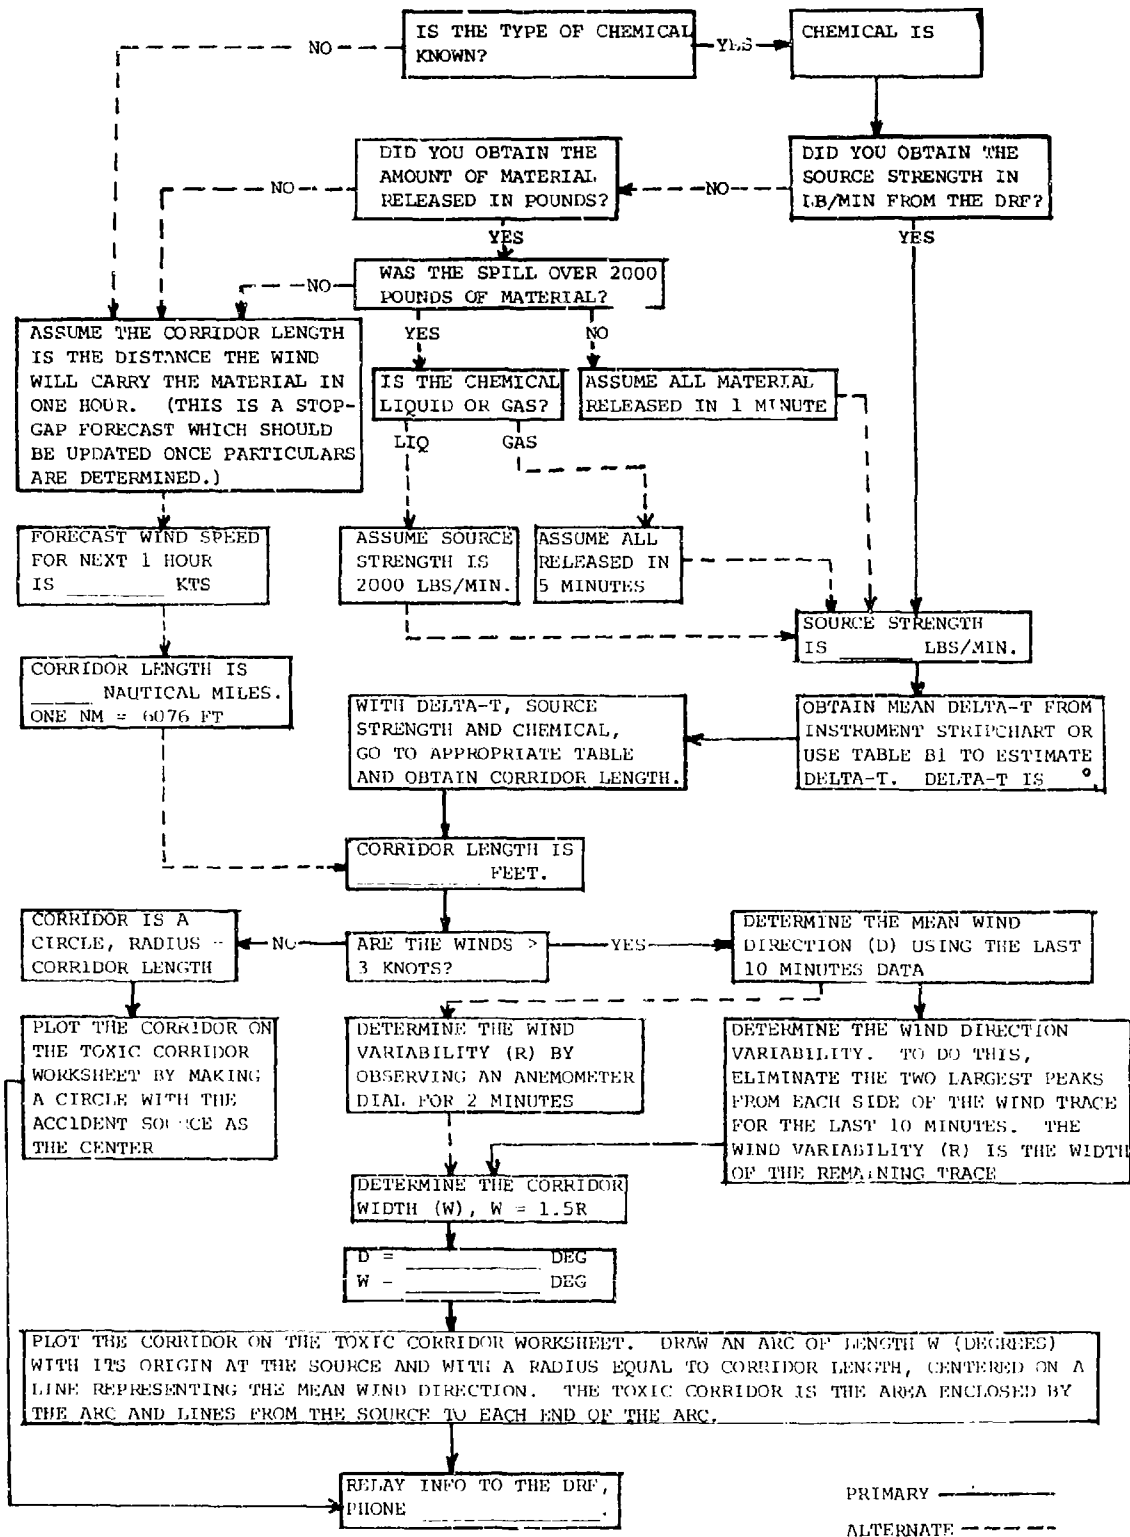 IS THE TYPE OF CHEMICAL
KNOWN?
NO
YES
CHEMICAL IS
DID YOU OBTAIN THE
AMOUNT OF MATERIAL
RELEASED IN POUNDS?
NO
NO
DID YOU OBTAIN THE
SOURCE STRENGTH IN
LB/MIN FROM THE DRF?
YES
YES
WAS THE SPILL OVER 2000
POUNDS OF MATERIAL?
NO
YES
NO
ASSUME THE CORRIDOR LENGTH
IS THE DISTANCE THE WIND
WILL CARRY THE MATERIAL IN
ONE HOUR. (THIS IS A STOP-
GAP FORECAST WHICH SHOULD
BE UPDATED ONCE PARTICULARS
ARE DETERMINED.)
IS THE CHEMICAL
LIQUID OR GAS?
ASSUME ALL MATERIAL
RELEASED IN 1 MINUTE
LIQ
GAS
FORECAST WIND SPEED
FOR NEXT 1 HOUR
IS ________ KTS
ASSUME SOURCE
STRENGTH IS
2000 LBS/MIN.
ASSUME ALL
RELEASED IN
5 MINUTES
SOURCE STRENGTH
IS ______ LBS/MIN.
CORRIDOR LENGTH IS
_____ NAUTICAL MILES.
ONE NM = 6076 FT
WITH DELTA-T, SOURCE
STRENGTH AND CHEMICAL,
GO TO APPROPRIATE TABLE
AND OBTAIN CORRIDOR LENGTH.
OBTAIN MEAN DELTA-T FROM
INSTRUMENT STRIPCHART OR
USE TABLE B1 TO ESTIMATE
DELTA-T. DELTA-T IS °.
CORRIDOR LENGTH IS
__________ FEET.
CORRIDOR IS A
CIRCLE, RADIUS -
CORRIDOR LENGTH
NO
ARE THE WINDS >
3 KNOTS?
YES
DETERMINE THE MEAN WIND
DIRECTION (D) USING THE LAST
10 MINUTES DATA
PLOT THE CORRIDOR ON
THE TOXIC CORRIDOR
WORKSHEET BY MAKING
A CIRCLE WITH THE
ACCIDENT SOURCE AS
THE CENTER
DETERMINE THE WIND
VARIABILITY (R) BY
OBSERVING AN ANEMOMETER
DIAL FOR 2 MINUTES
DETERMINE THE WIND DIRECTION
VARIABILITY. TO DO THIS,
ELIMINATE THE TWO LARGEST PEAKS
FROM EACH SIDE OF THE WIND TRACE
FOR THE LAST 10 MINUTES. THE
WIND VARIABILITY (R) IS THE WIDTH
OF THE REMAINING TRACE
DETERMINE THE CORRIDOR
WIDTH (W), W = 1.5R
D = __________ DEG
W - __________ DEG
PLOT THE CORRIDOR ON THE TOXIC CORRIDOR WORKSHEET. DRAW AN ARC OF LENGTH W (DEGREES)
WITH ITS ORIGIN AT THE SOURCE AND WITH A RADIUS EQUAL TO CORRIDOR LENGTH, CENTERED ON A
LINE REPRESENTING THE MEAN WIND DIRECTION. THE TOXIC CORRIDOR IS THE AREA ENCLOSED BY
THE ARC AND LINES FROM THE SOURCE TO EACH END OF THE ARC.
RELAY INFO TO THE DRF,
PHONE ______________.
PRIMARY
ALTERNATE